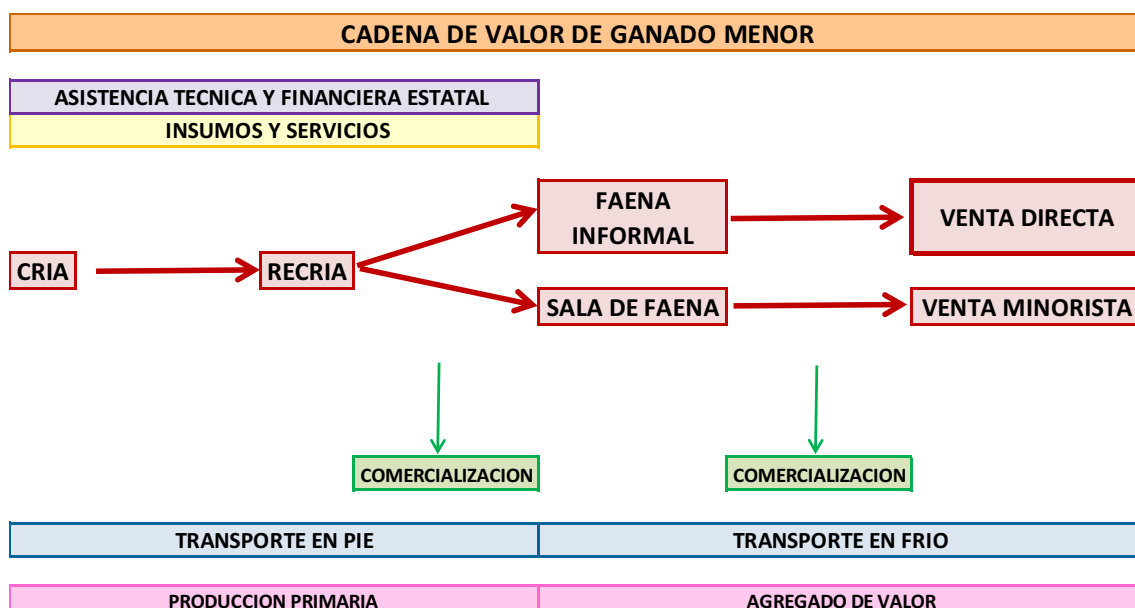 CADENA DE VALOR DE GANADO MENOR
ASISTENCIA TECNICA Y FINANCIERA ESTATAL
INSUMOS Y SERVICIOS
FAENA
INFORMAL
VENTA DIRECTA
CRIA
RECRIA
SALA DE FAENA
VENTA MINORISTA
COMERCIALIZACION
COMERCIALIZACION
TRANSPORTE EN PIE
TRANSPORTE EN FRIO
PRODUCCION PRIMARIA
AGREGADO DE VALOR